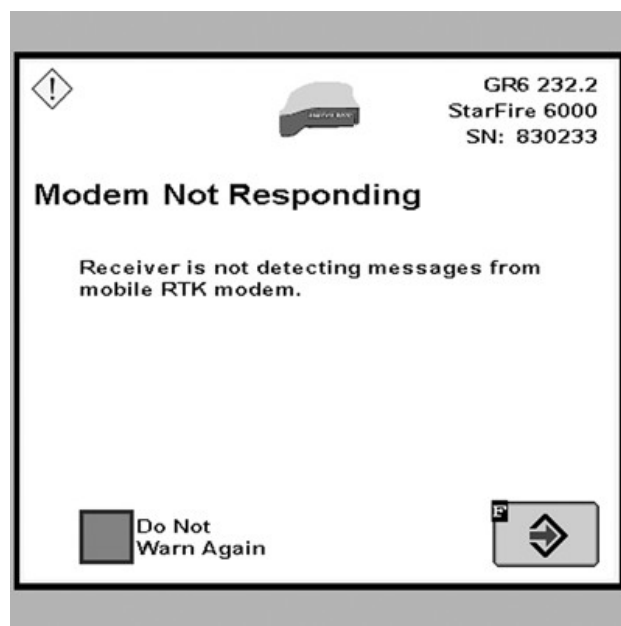 GR6 232.2
StarFire 6000
SN: 830233
Modem Not Responding
Receiver is not detecting messages from
mobile RTK modem.
F
Do Not
Warn Again